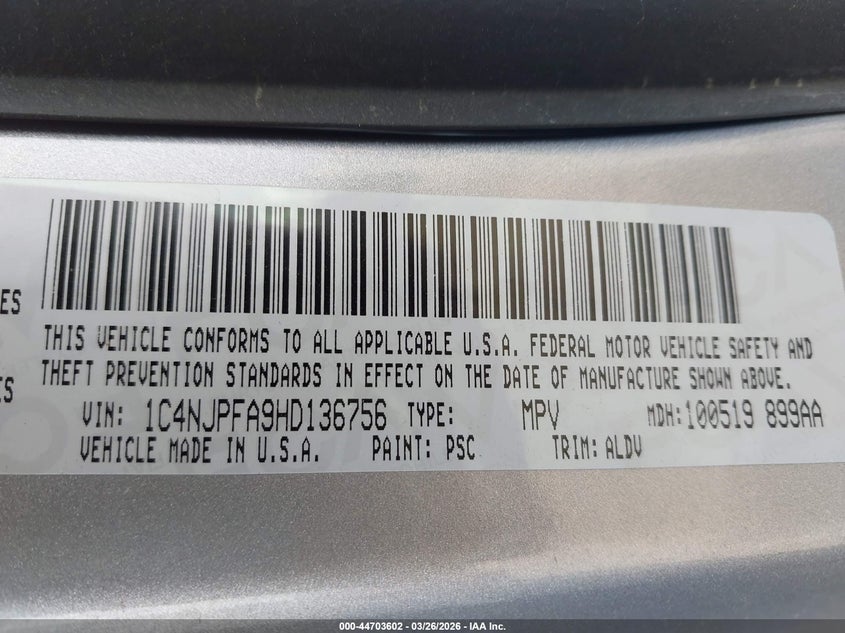 ES
THIS VEHICLE CONFORMS TO ALL APPLICABLE U.S.A. FEDERAL MOTOR VEHICLE SAFETY AND
THEFT PREVENTION STANDARDS IN EFFECT ON THE DATE OF MANUFACTURE SHOWN ABOVE.
ES
VIN: 1C4NJPFA9HD136756 TYPE: MPV MDH:100519 899AA
VEHICLE MADE IN U.S.A. PAINT: PSC TRIM: ALDV
000-44703602 - 03/26/2026 - IAA Inc.